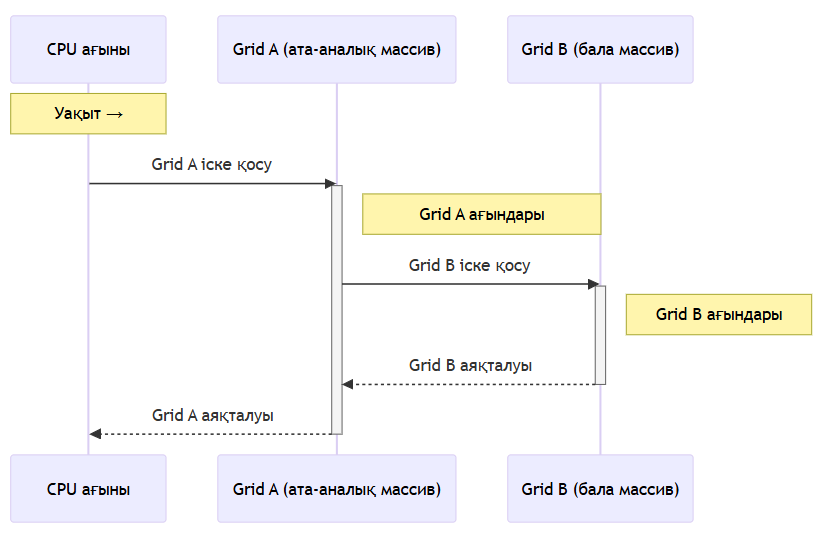 CPU ағыны
Grid A (ата-аналық массив)
Grid B (бала массив)
Уақыт →
Grid A іске қосу
Grid A ағындары
Grid B іске қосу
Grid B ағындары
Grid B аяқталуы
Grid A аяқталуы
CPU ағыны
Grid A (ата-аналық массив)
Grid B (бала массив)